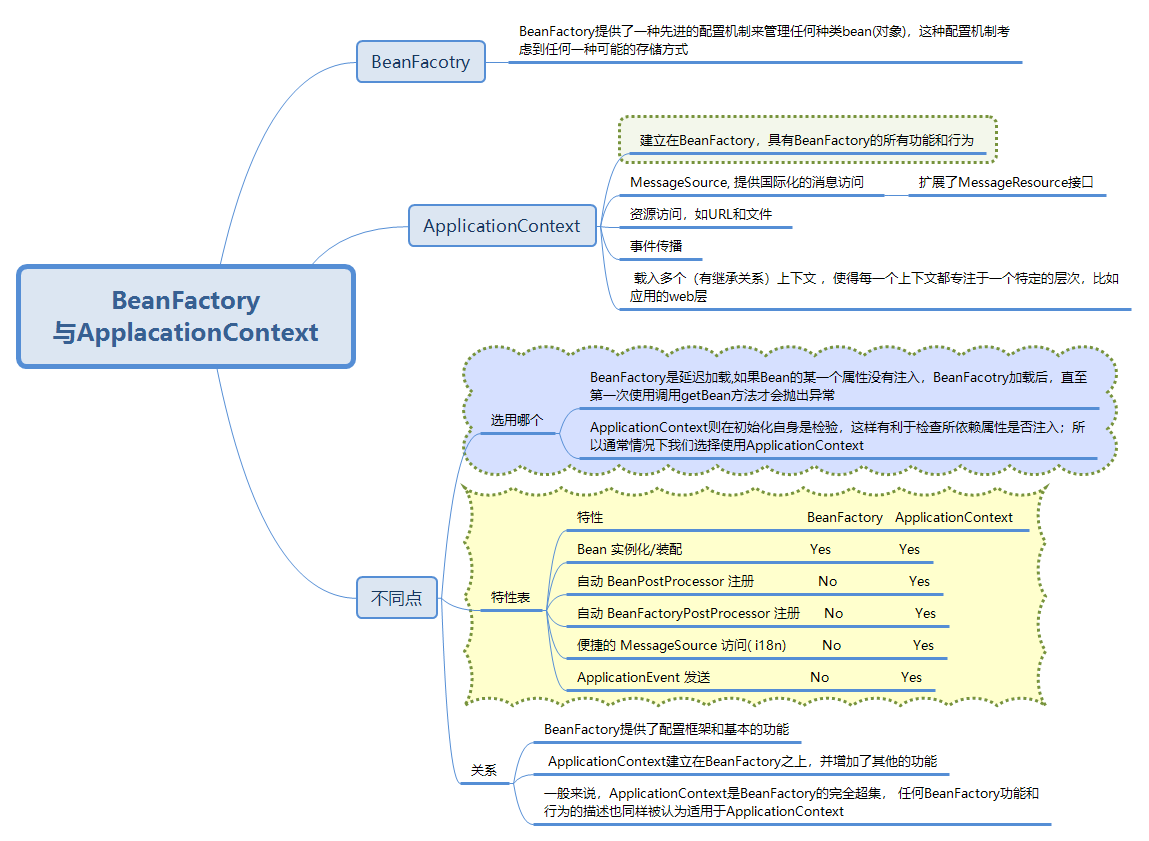 BeanFactory
与ApplacationContext
BeanFacotry
BeanFactory提供了一种先进的配置机制来管理任何种类bean(对象)，这种配置机制考
虑到任何一种可能的存储方式
ApplicationContext
建立在BeanFactory，具有BeanFactory的所有功能和行为
MessageSource, 提供国际化的消息访问
扩展了MessageResource接口
资源访问，如URL和文件
事件传播
载入多个（有继承关系）上下文 ，使得每一个上下文都专注于一个特定的层次，比如
应用的web层
不同点
选用哪个
BeanFactory是延迟加载,如果Bean的某一个属性没有注入，BeanFacotry加载后，直至
第一次使用调用getBean方法才会抛出异常
ApplicationContext则在初始化自身是检验，这样有利于检查所依赖属性是否注入；所
以通常情况下我们选择使用ApplicationContext
特性表
特性 BeanFactory ApplicationContext
Bean 实例化/装配 Yes Yes
自动 BeanPostProcessor 注册 No Yes
自动 BeanFactoryPostProcessor 注册 No Yes
便捷的 MessageSource 访问( i18n) No Yes
ApplicationEvent 发送 No Yes
关系
BeanFactory提供了配置框架和基本的功能
ApplicationContext建立在BeanFactory之上，并增加了其他的功能
一般来说，ApplicationContext是BeanFactory的完全超集， 任何BeanFactory功能和
行为的描述也同样被认为适用于ApplicationContext